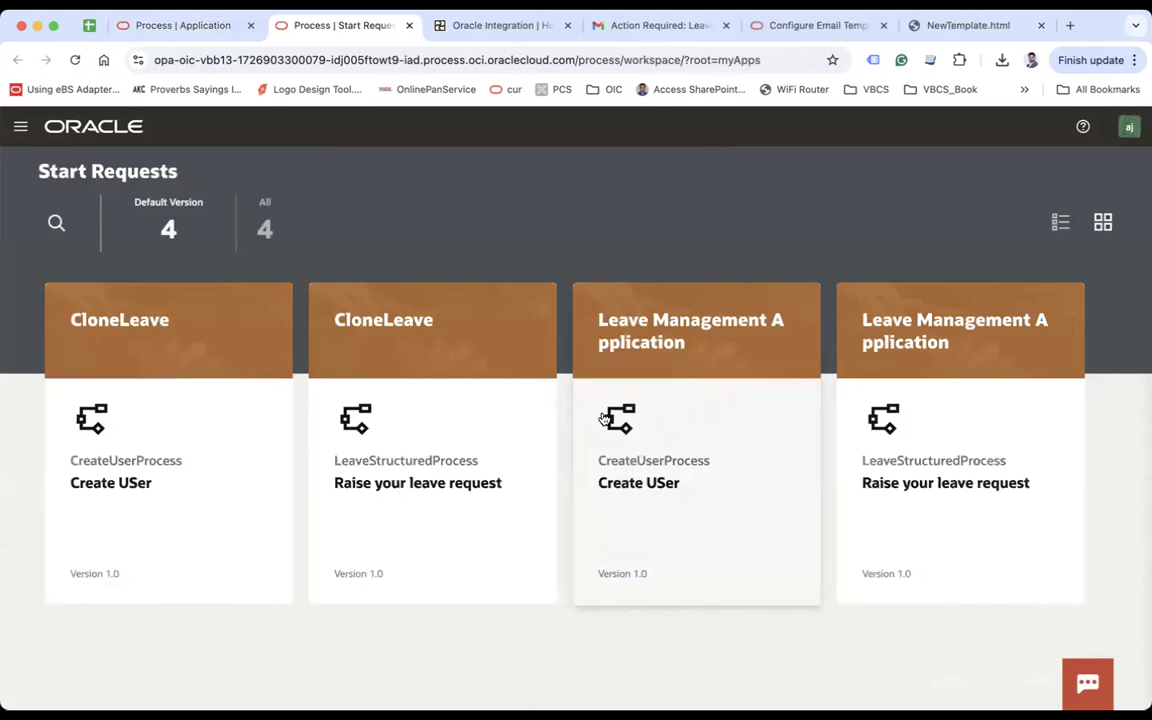 Process | Application
Process | Start Reques
Oracle Integration | Ho
Action Required: Leav
Configure Email Temp
NewTemplate.html
opa-oic-vbb13-1726903300079-idj005ftowt9-iad.process.oci.oraclecloud.com/process/workspace/?root=myApps
Finish update
Using eBS Adapter...
AKC Proverbs Sayings I...
Logo Design Tool....
NSDL OnlinePanService
cur
PCS
OIC
Access SharePoint...
WiFi Router
VBCS
VBCS_Book
All Bookmarks
ORACLE
aj
Start Requests
Default Version
4
All
4
CloneLeave
CreateUserProcess
Create USer
Version 1.0
CloneLeave
LeaveStructuredProcess
Raise your leave request
Version 1.0
Leave Management A
pplication
CreateUserProcess
Create USer
Version 1.0
Leave Management A
pplication
LeaveStructuredProcess
Raise your leave request
Version 1.0